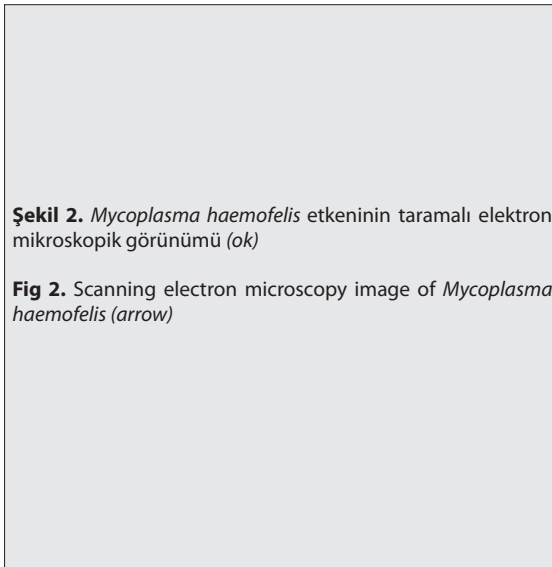 Şekil 2. Mycoplasma haemofelis etkeninin taramalı elektron
mikroskopik görünümü (ok)
Fig 2. Scanning electron microscopy image of Mycoplasma
haemofelis (arrow)